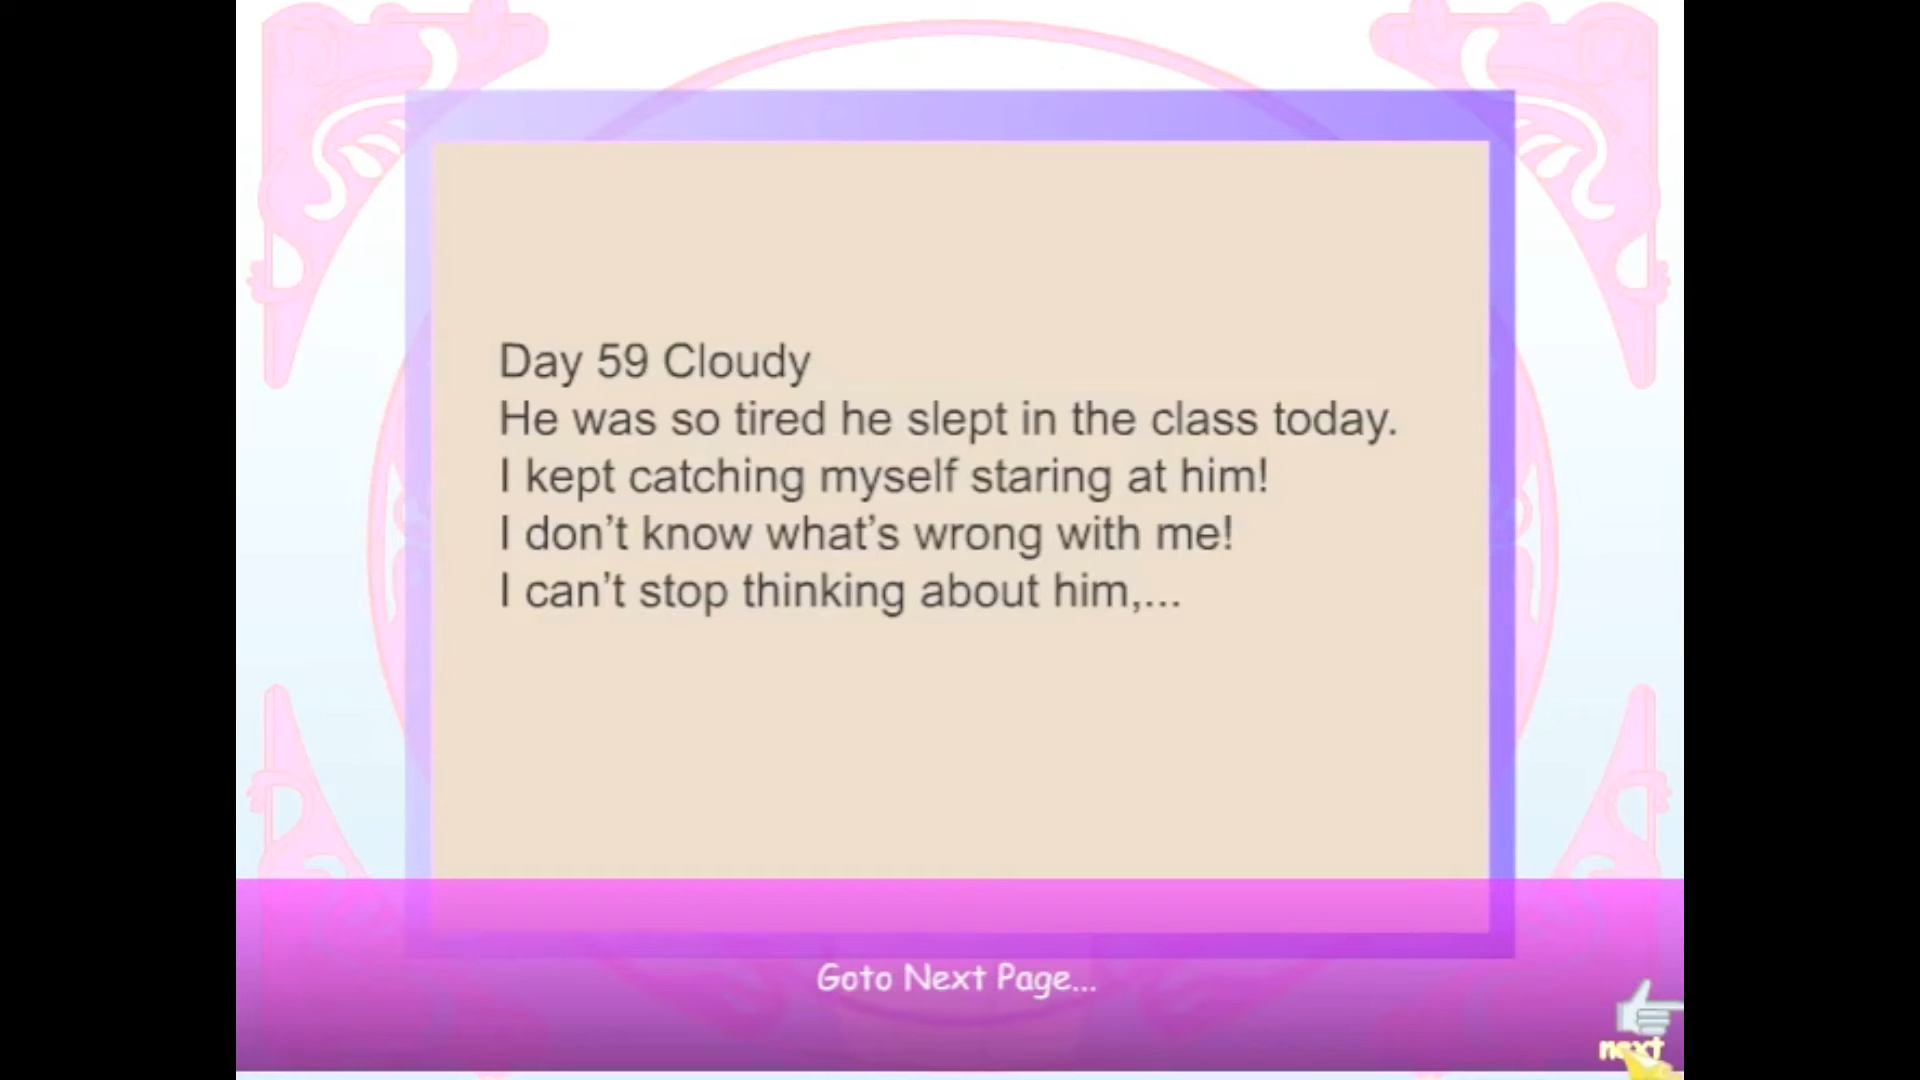 Day 59 Cloudy
He was so tired he slept in the class today.
I kept catching myself staring at him!
I don’t know what’s wrong with me!
I can’t stop thinking about him,...
Goto Next Page...
next